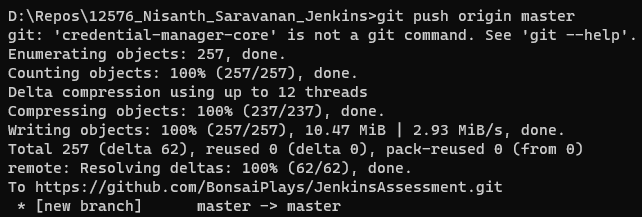 D:\Repos\12576_Nisanth_Saravanan_Jenkins>git push origin master
git: 'credential-manager-core' is not a git command. See 'git --help'.
Enumerating objects: 257, done.
Counting objects: 100% (257/257), done.
Delta compression using up to 12 threads
Compressing objects: 100% (237/237), done.
Writing objects: 100% (257/257), 10.47 MiB | 2.93 MiB/s, done.
Total 257 (delta 62), reused 0 (delta 0), pack-reused 0 (from 0)
remote: Resolving deltas: 100% (62/62), done.
To https://github.com/BonsaiPlays/JenkinsAssessment.git
 * [new branch]      master -> master